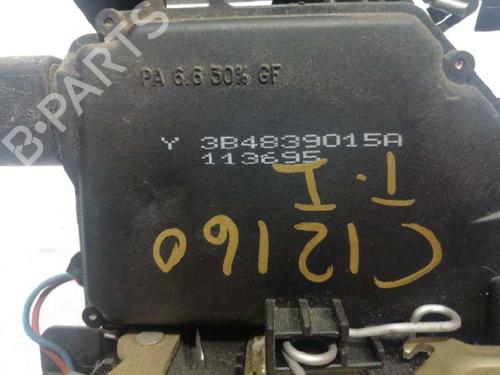 PA 6.6 30% GF
Y 3B4839015A
113695
T.I
C12160
B-PARTS